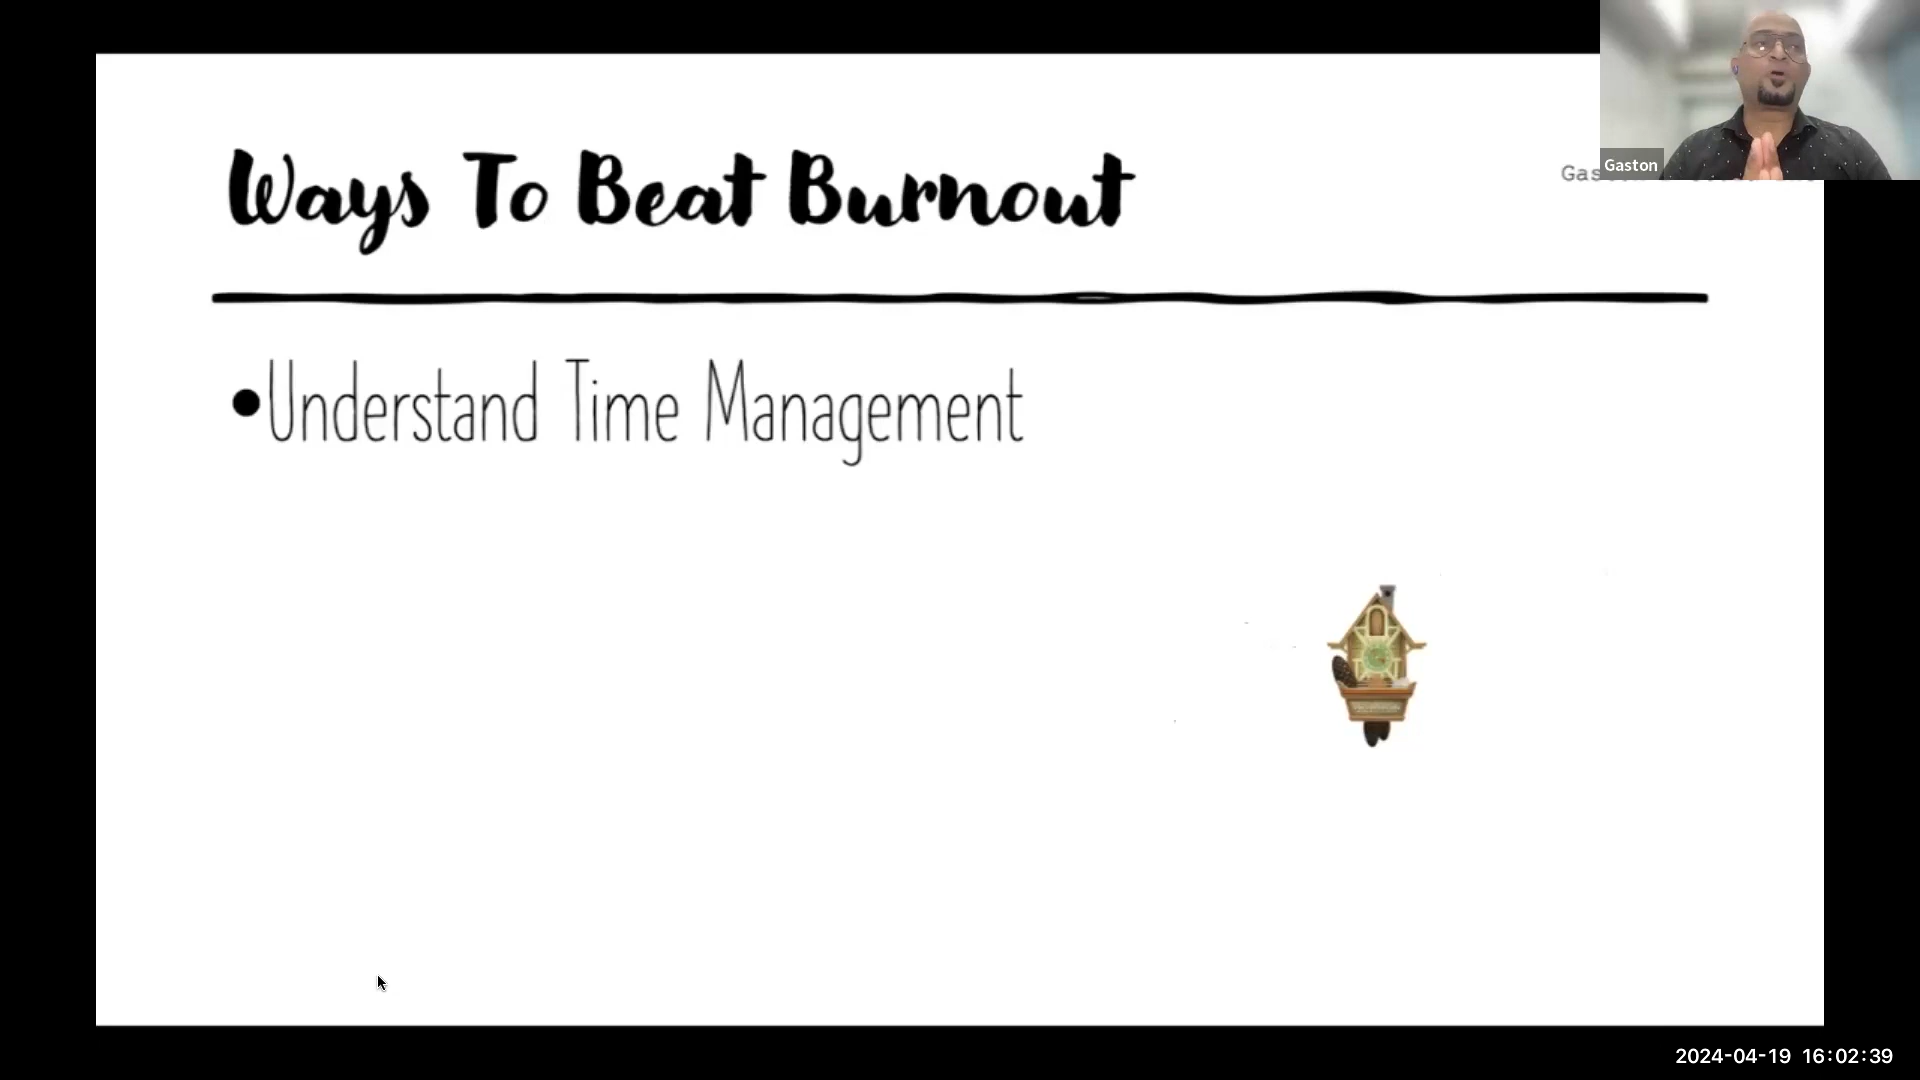 Ways To Beat Burnout
Gaston
•Understand Time Management
2024-04-19 16:02:39